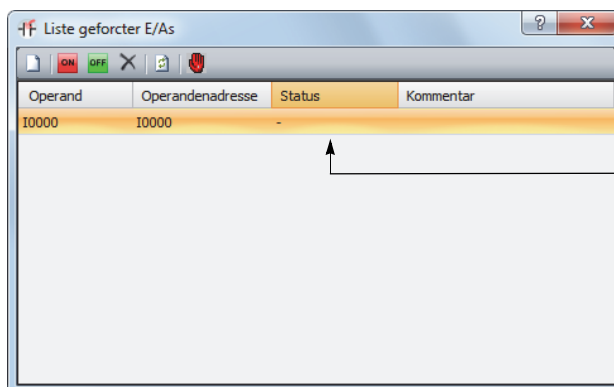 Liste geforcter E/As
ON OFF
Operand Operandenadresse Status Kommentar
I0000 I0000 -